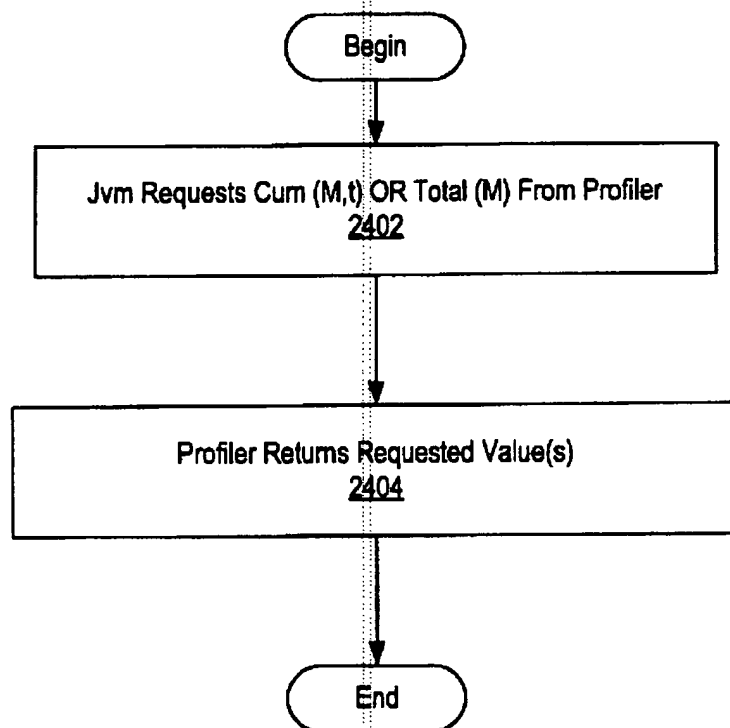 Begin
Jvm Requests Cum (M,t) OR Total (M) From Profiler
2402
Profiler Returns Requested Value(s)
2404
End